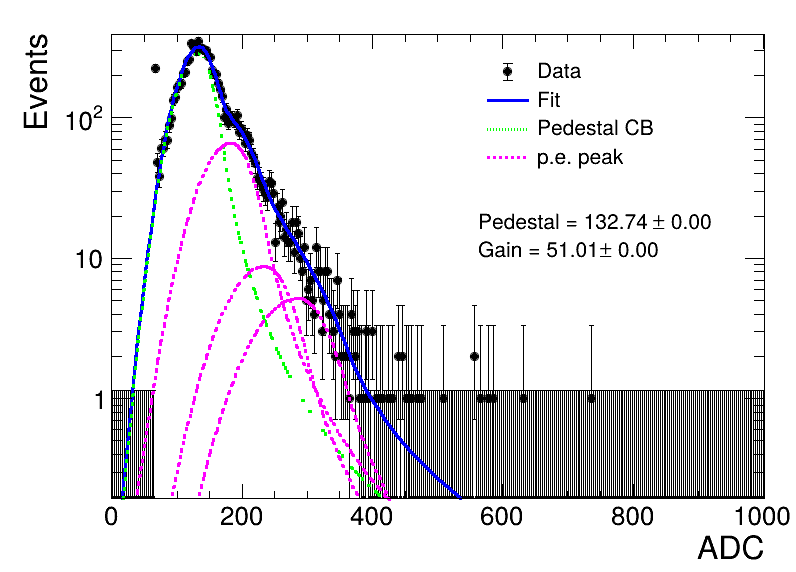 Events
10²
10
1
Data
Fit
Pedestal CB
p.e. peak
Pedestal = 132.74 ± 0.00
Gain = 51.01± 0.00
0 200 400 600 800 1000
ADC